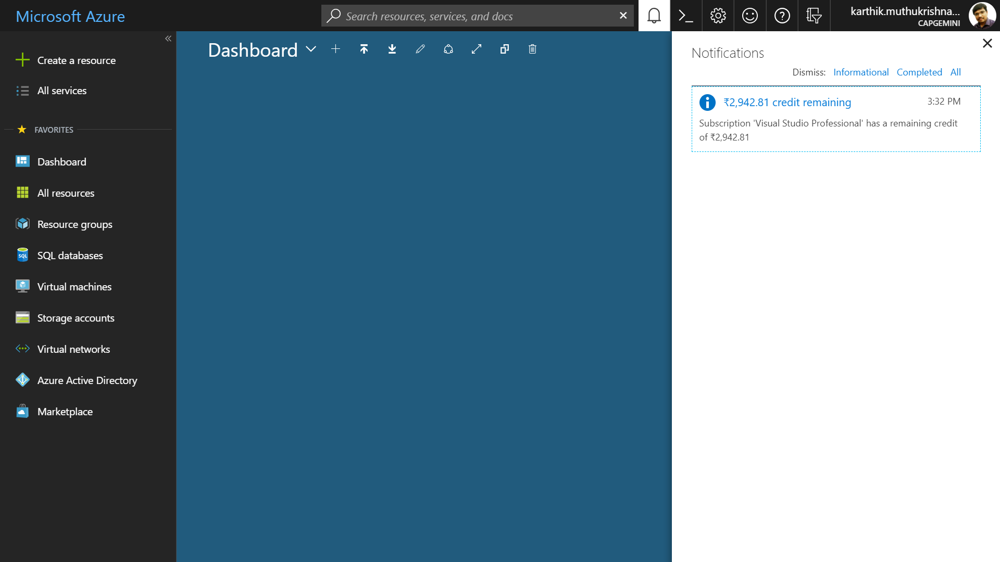 Microsoft Azure
Search resources, services, and docs
karthik.muthukrishna...
CAPGEMINI
Create a resource
All services
FAVORITES
Dashboard
All resources
Resource groups
SQL
SQL databases
Virtual machines
Storage accounts
Virtual networks
Azure Active Directory
Marketplace
Dashboard
Notifications
Dismiss: Informational Completed All
₹2,942.81 credit remaining 3:32 PM
Subscription 'Visual Studio Professional' has a remaining credit
of ₹2,942.81